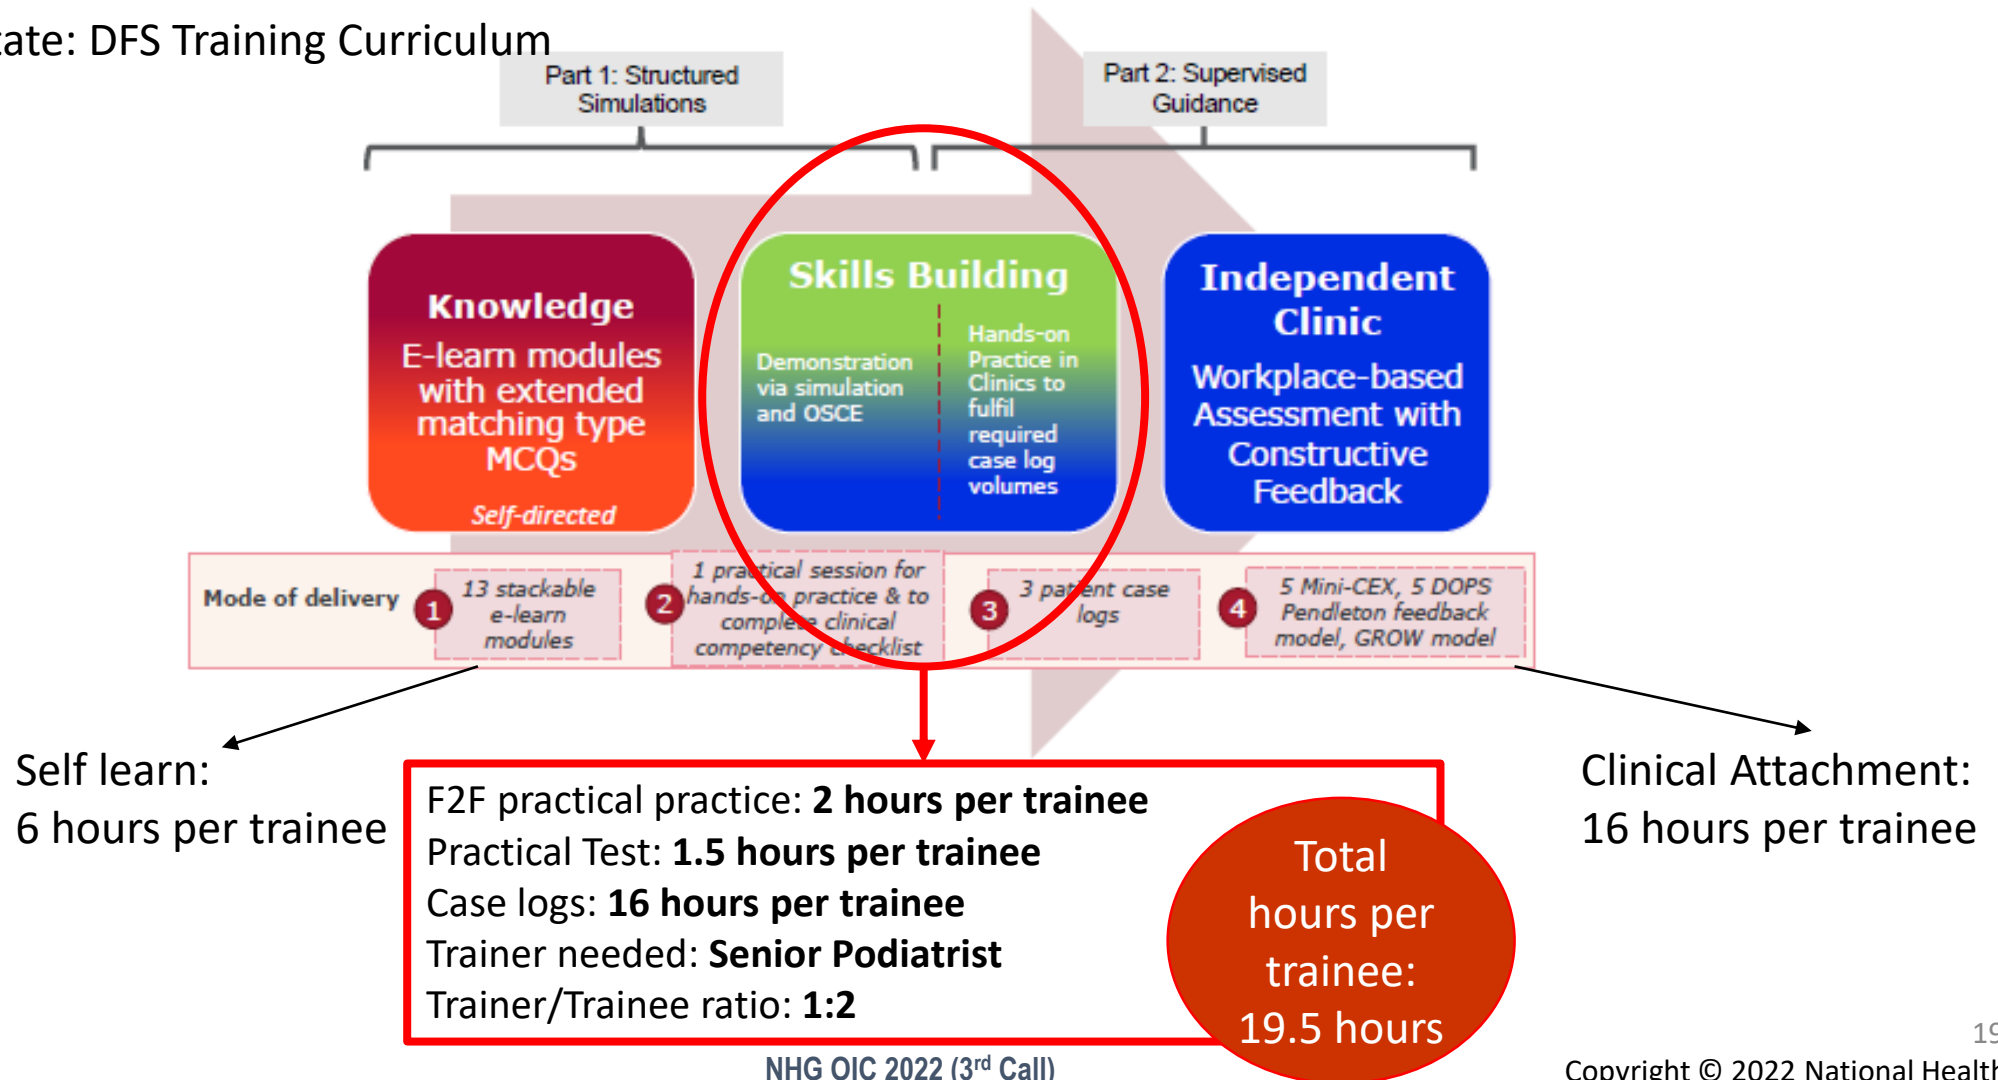 ate: DFS Training Curriculum
Part 1: Structured
Simulations
Part 2: Supervised
Guidance
Knowledge
E-learn modules
with extended
matching type
MCQs
Self-directed
Skills Building
Demonstration
via simulation
and OSCE
Hands-on
Practice in
Clinics to
fulfil
required
case log
volumes
Independent
Clinic
Workplace-based
Assessment with
Constructive
Feedback
Mode of delivery
1
13 stackable
e-learn
modules
2
1 practical session for
hands-on practice & to
complete clinical
competency checklist
3
3 patient case
logs
4
5 Mini-CEX, 5 DOPS
Pendleton feedback
model, GROW model
Self learn:
6 hours per trainee
F2F practical practice: 2 hours per trainee
Practical Test: 1.5 hours per trainee
Case logs: 16 hours per trainee
Trainer needed: Senior Podiatrist
Trainer/Trainee ratio: 1:2
Total
hours per
trainee:
19.5 hours
Clinical Attachment:
16 hours per trainee
19
NHG OIC 2022 (3rd Call)
Copyright © 2022 National Health